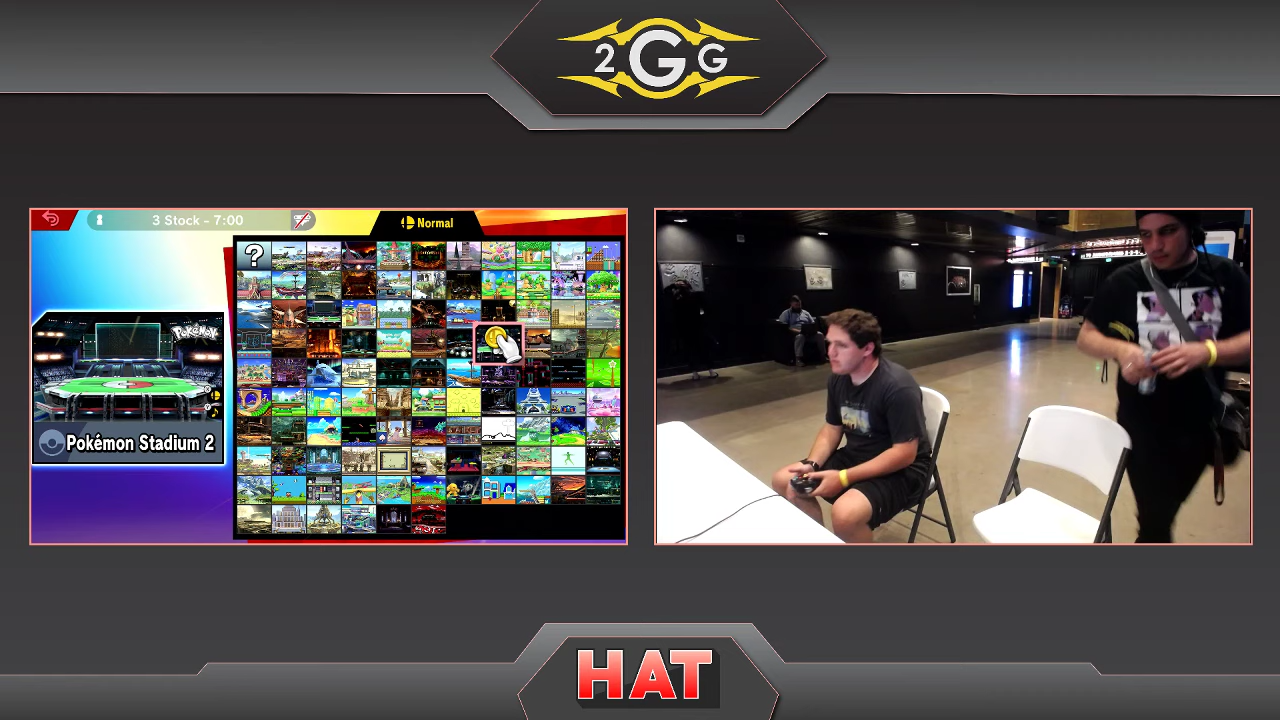 2GG
3 Stock - 7:00
Normal
?
POKéMON
Pokémon Stadium 2
HAT